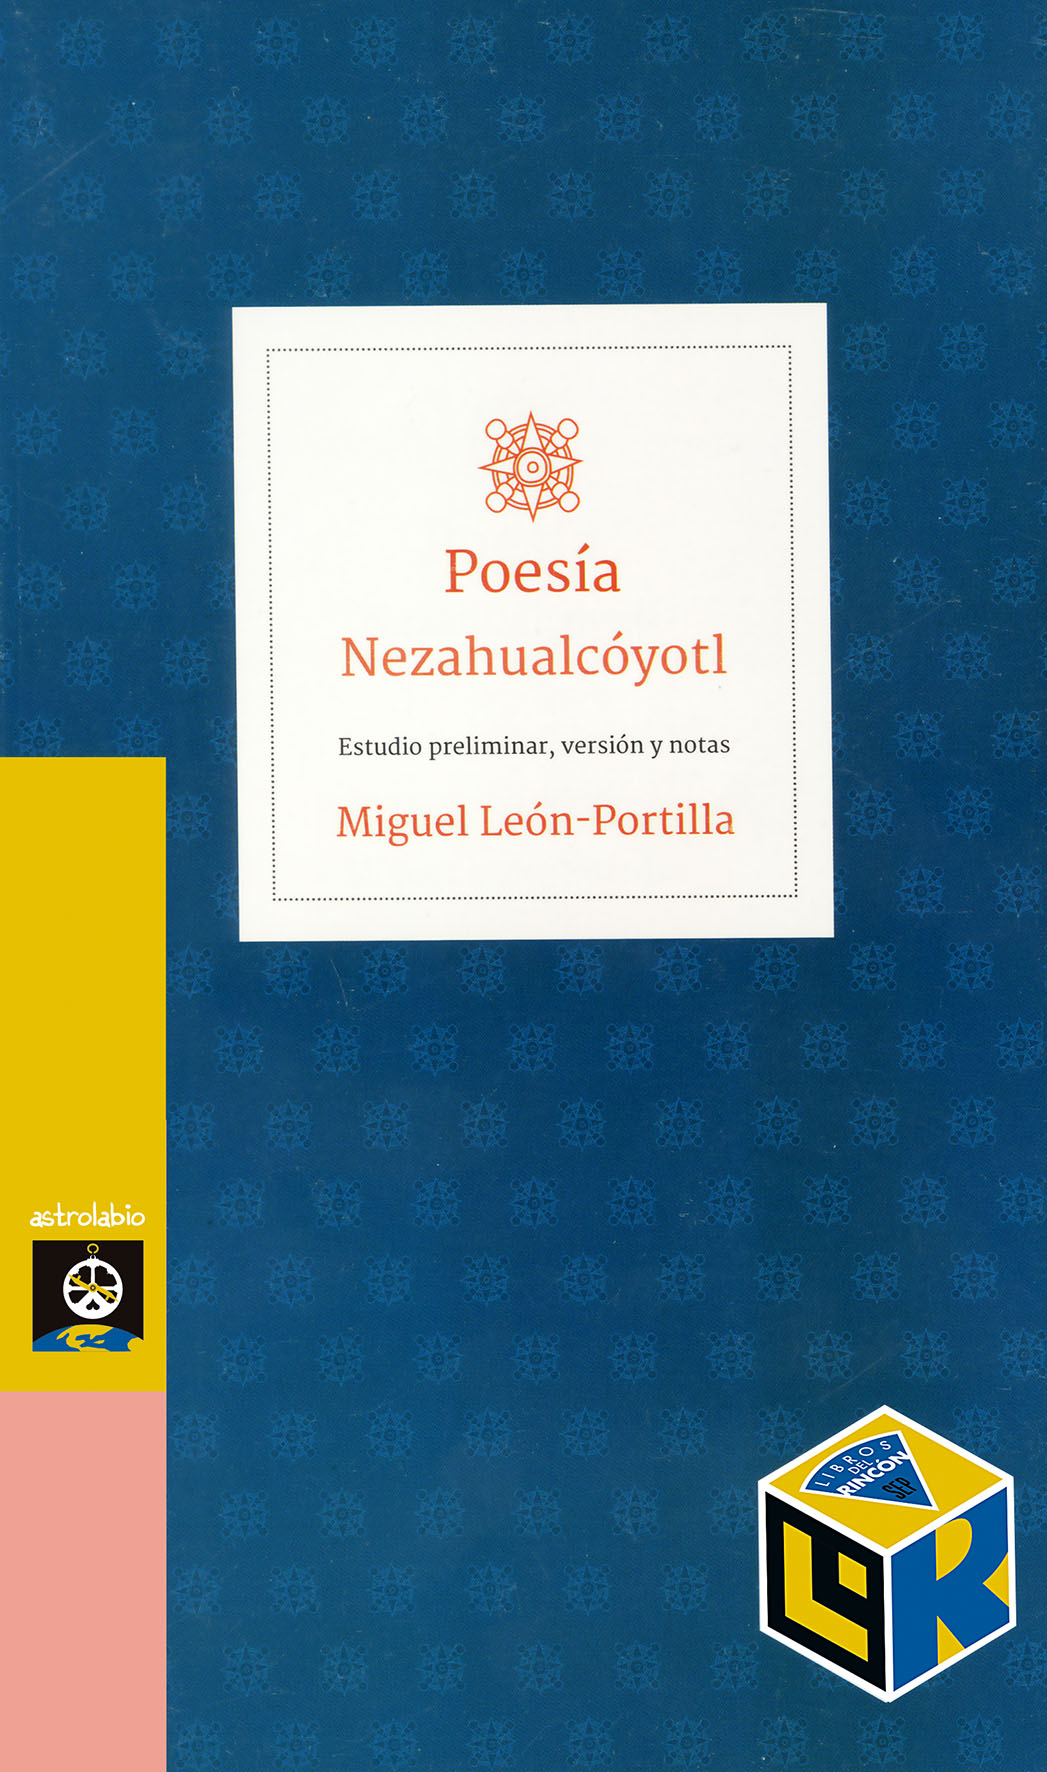 Poesía
Nezahualcóyotl
Estudio preliminar, versión y notas
Miguel León-Portilla
astrolabio
LIBROS
DEL
RINCÓN
SEP
L
R